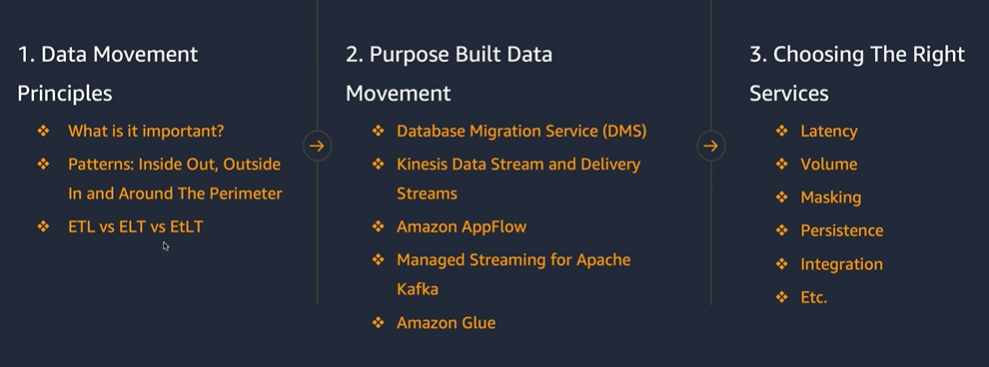 1. Data Movement
Principles
❖ What is it important?
❖ Patterns: Inside Out, Outside
In and Around The Perimeter
❖ ETL vs ELT vs EtLT
2. Purpose Built Data
Movement
❖ Database Migration Service (DMS)
❖ Kinesis Data Stream and Delivery
Streams
❖ Amazon AppFlow
❖ Managed Streaming for Apache
Kafka
❖ Amazon Glue
3. Choosing The Right
Services
❖ Latency
❖ Volume
❖ Masking
❖ Persistence
❖ Integration
❖ Etc.